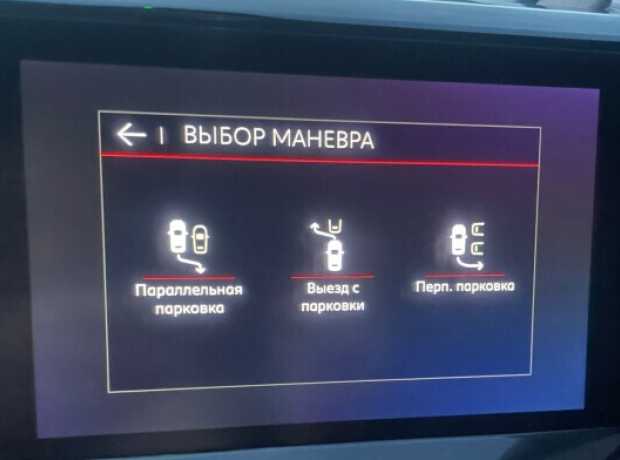 ВЫБОР МАНЕВРА
Параллельная
парковка
Выезд с
парковки
Перп. парковка